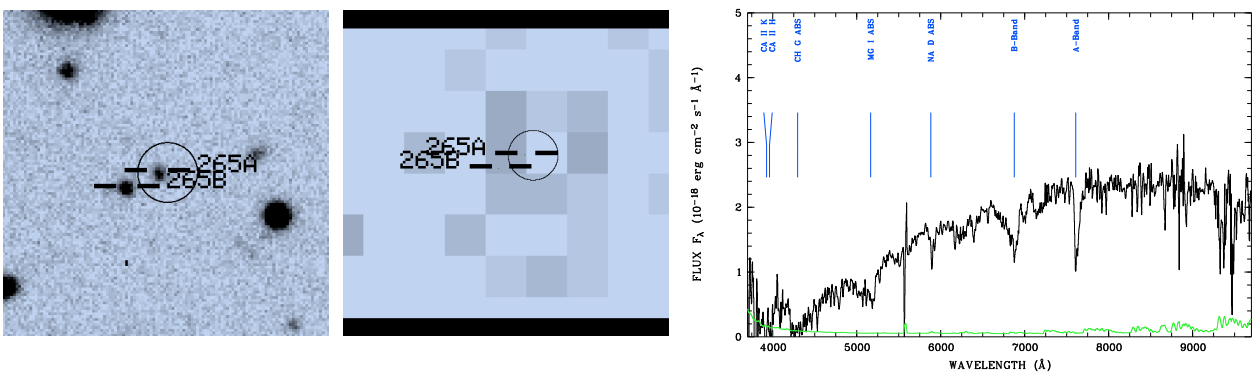 265A
265B
265A
265B
CA II K
CA II H
CH G ABS
MG I ABS
NA D ABS
B-Band
A-Band
5
4
3
2
1
0
FLUX Fλ (10−18 erg cm−2 s−1 Å−1)
4000 5000 6000 7000 8000 9000
WAVELENGTH (Å)